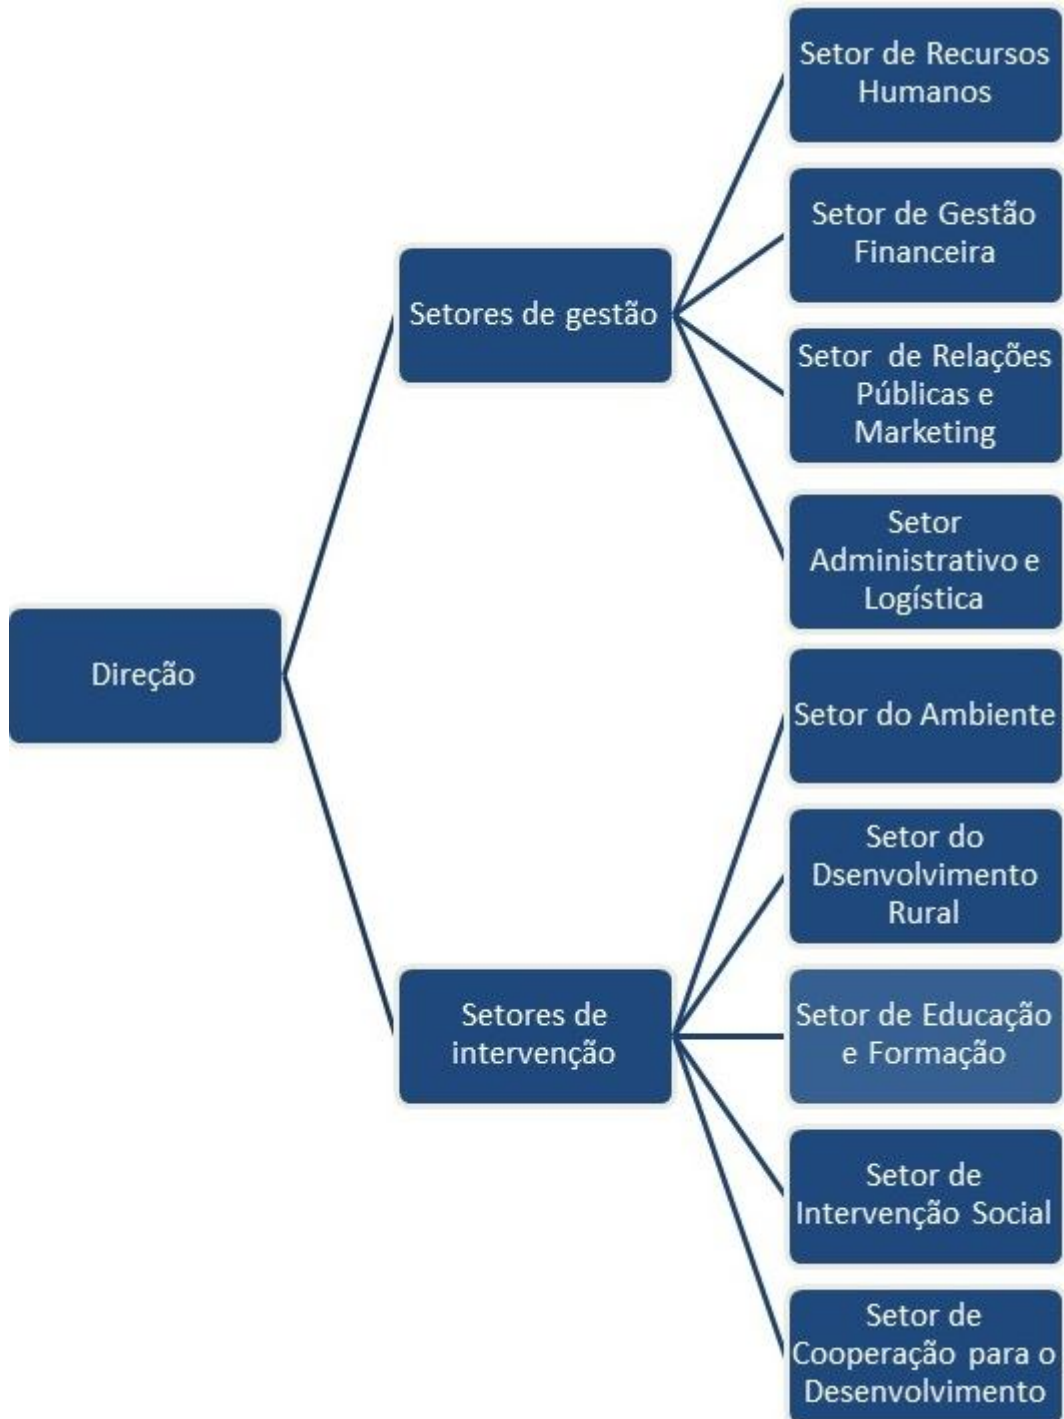 Setor de Recursos
Humanos
Setor de Gestão
Financeira
Setores de gestão
Setor de Relações
Públicas e
Marketing
Setor
Administrativo e
Logística
Direção
Setor do Ambiente
Setor do
Dsenvolvimento
Rural
Setores de
intervenção
Setor de Educação
e Formação
Setor de
Intervenção Social
Setor de
Cooperação para o
Desenvolvimento